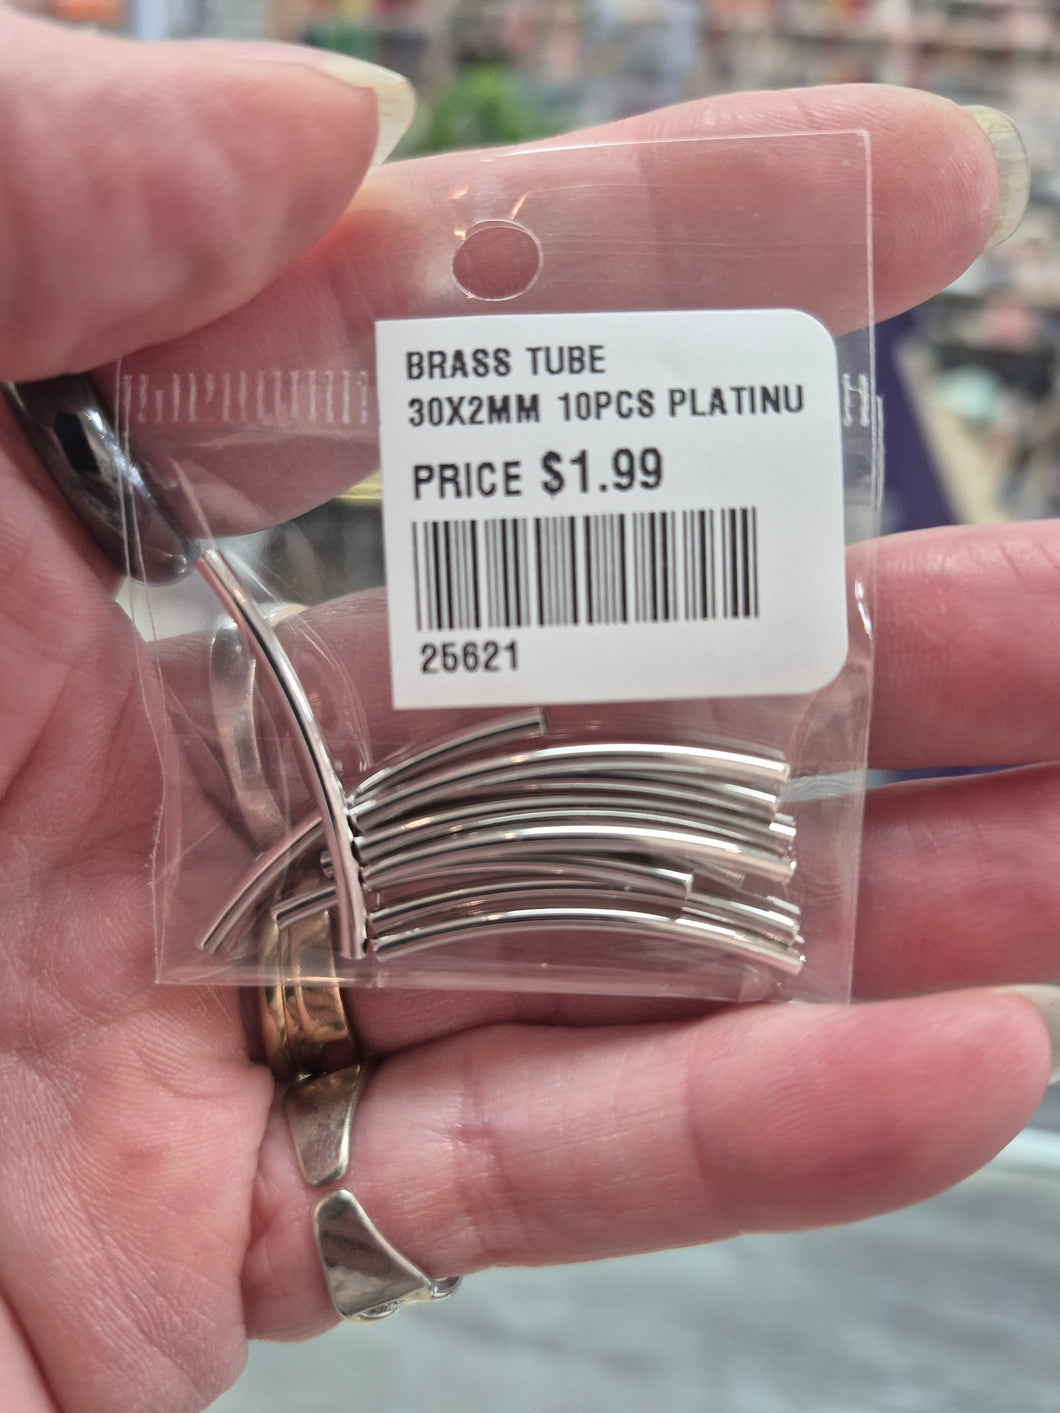 BRASS TUBE
30X2MM 10PCS PLATINU
PRICE $1.99
25621